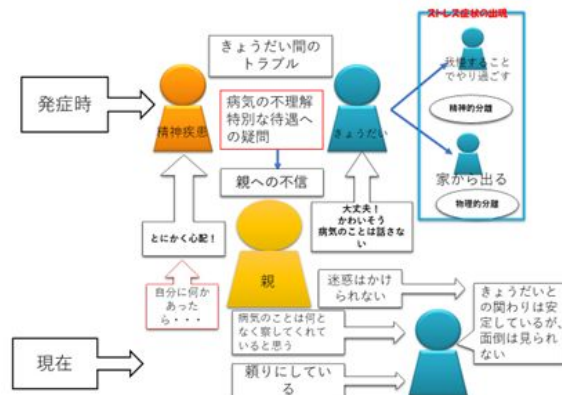 ストレス症状の出現
きょうだい間の
トラブル
我慢すること
でやり過ごす
精神的分離
発症時
精神疾患
病気の不理解
特別な待遇へ
の疑問
きょうだい
家から出る
物理的分離
親への不信
大丈夫!
かわいそう
病気のことは話さな
い
とにかく心配!
親
自分に何か
あった
ら・・・
迷惑はかけ
られない
きょうだいと
の関わりは安
定しているが、
面倒は見られ
ない
病気のことは何と
なく察してくれて
いると思う
現在
頼りにしてい
る